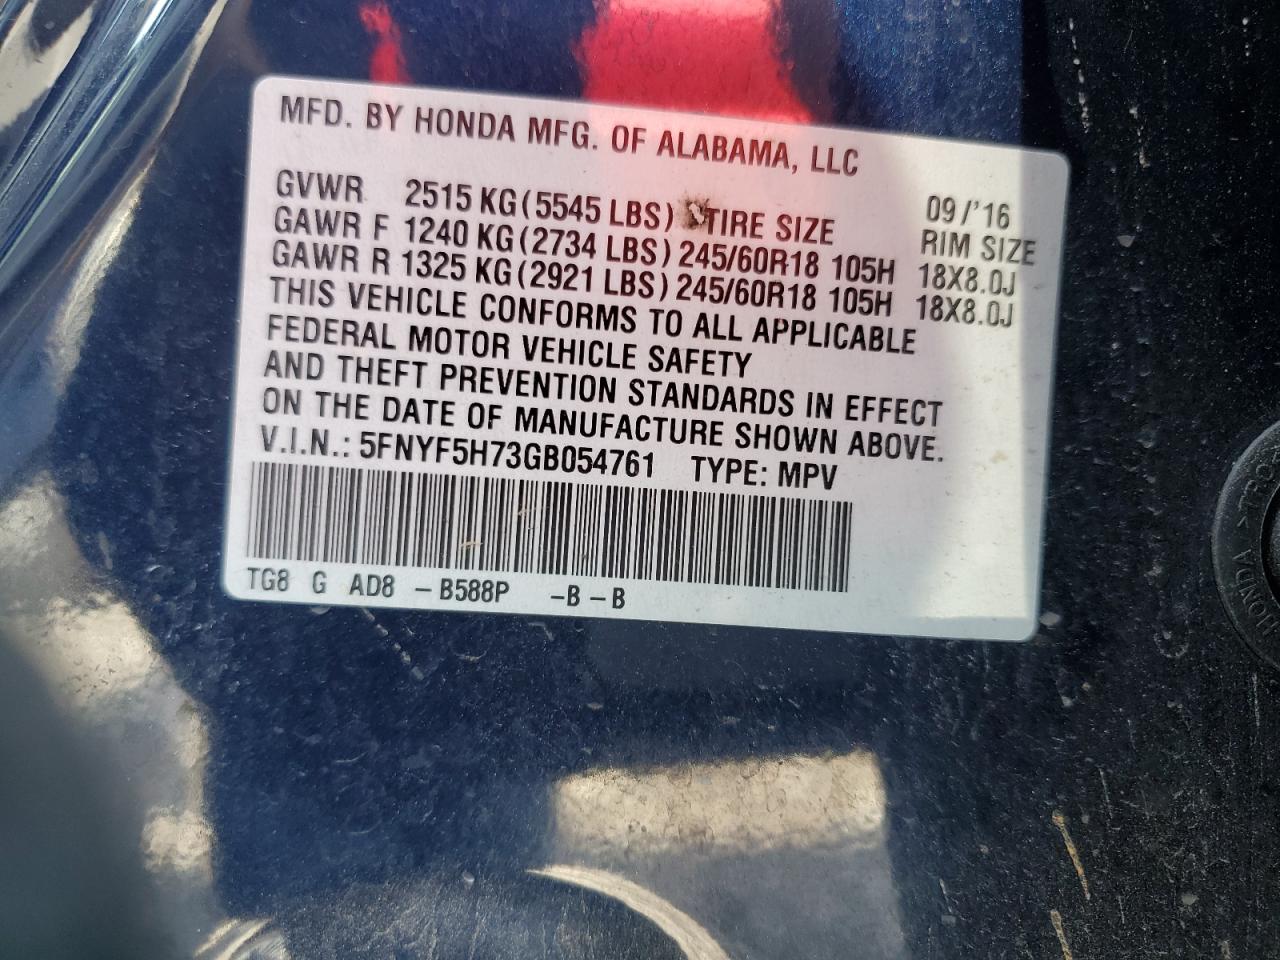 MFD. BY HONDA MFG. OF ALABAMA, LLC
09/'16
GVWR 2515 KG (5545 LBS) TIRE SIZE RIM SIZE
GAWR F 1240 KG (2734 LBS) 245/60R18 105H 18X8.0J
GAWR R 1325 KG (2921 LBS) 245/60R18 105H 18X8.0J
THIS VEHICLE CONFORMS TO ALL APPLICABLE
FEDERAL MOTOR VEHICLE SAFETY
AND THEFT PREVENTION STANDARDS IN EFFECT
ON THE DATE OF MANUFACTURE SHOWN ABOVE.
V.I.N.: 5FNYF5H73GB054761 TYPE: MPV
TG8 G AD8 -B588P -B -B
HONDA